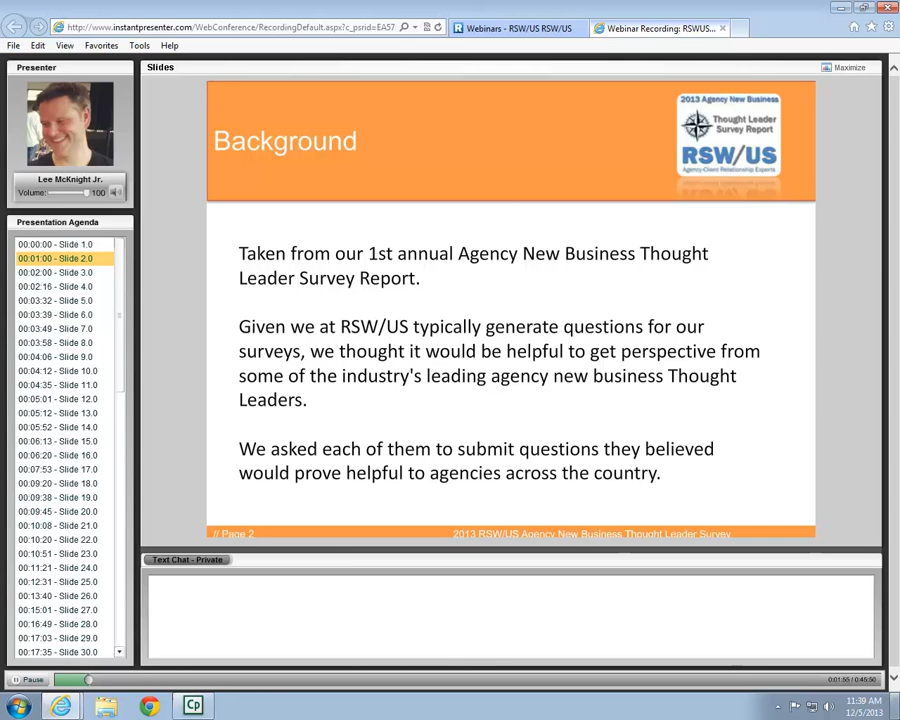 http://www.instantpresenter.com/WebConference/RecordingDefault.aspx?c_psrid=EA57
Webinars - RSW/US RSW/US
Webinar Recording: RSWUS...
File Edit View Favorites Tools Help
Presenter
Slides
Maximize
Lee McKnight Jr.
Volume: 100
Presentation Agenda
00:00:00 - Slide 1.0
00:01:00 - Slide 2.0
00:02:00 - Slide 3.0
00:02:16 - Slide 4.0
00:03:32 - Slide 5.0
00:03:39 - Slide 6.0
00:03:49 - Slide 7.0
00:03:58 - Slide 8.0
00:04:06 - Slide 9.0
00:04:12 - Slide 10.0
00:04:35 - Slide 11.0
00:05:01 - Slide 12.0
00:05:12 - Slide 13.0
00:05:52 - Slide 14.0
00:06:13 - Slide 15.0
00:06:20 - Slide 16.0
00:07:53 - Slide 17.0
00:09:20 - Slide 18.0
00:09:38 - Slide 19.0
00:09:45 - Slide 20.0
00:10:08 - Slide 21.0
00:10:20 - Slide 22.0
00:10:51 - Slide 23.0
00:11:21 - Slide 24.0
00:12:31 - Slide 25.0
00:13:40 - Slide 26.0
00:15:01 - Slide 27.0
00:16:49 - Slide 28.0
00:17:03 - Slide 29.0
00:17:35 - Slide 30.0
Background
2013 Agency New Business
Thought Leader
Survey Report
RSW/US
Agency-Client Relationship Experts
Taken from our 1st annual Agency New Business Thought
Leader Survey Report.
Given we at RSW/US typically generate questions for our
surveys, we thought it would be helpful to get perspective from
some of the industry's leading agency new business Thought
Leaders.
We asked each of them to submit questions they believed
would prove helpful to agencies across the country.
// Page 2
2013 RSW/US Agency New Business Thought Leader Survey
Text Chat - Private
Pause
0:01:55 / 0:45:50
Cp
11:39 AM
12/5/2013